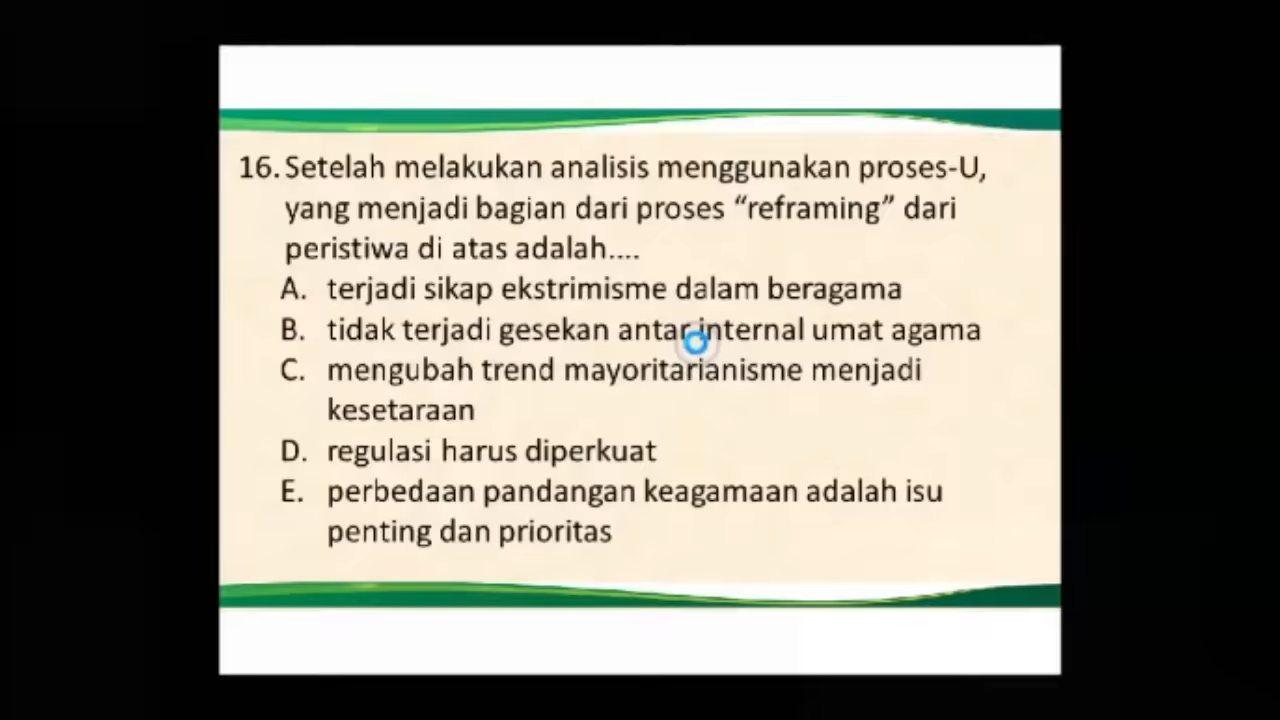 16. Setelah melakukan analisis menggunakan proses-U,
yang menjadi bagian dari proses “reframing” dari
peristiwa di atas adalah....
A. terjadi sikap ekstrimisme dalam beragama
B. tidak terjadi gesekan antar internal umat agama
C. mengubah trend mayoritarianisme menjadi
kesetaraan
D. regulasi harus diperkuat
E. perbedaan pandangan keagamaan adalah isu
penting dan prioritas